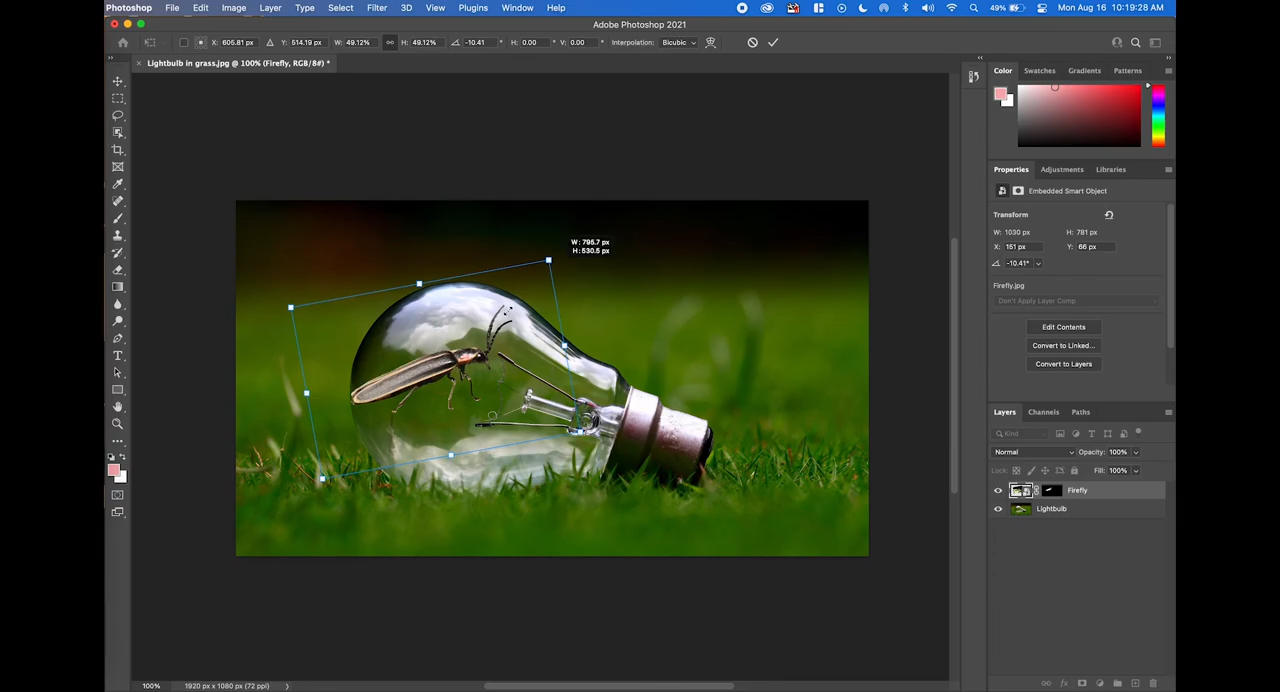 Photoshop File Edit Image Layer Type Select Filter 3D View Plugins Window Help 49% Mon Aug 16 10:19:28 AM
Adobe Photoshop 2021
X: 605.81 px Y: 514.19 px W: 49.12% H: 49.12% -10.41 ° H: 0.00 ° V: 0.00 ° Interpolation: Bicubic
Lightbulb in grass.jpg @ 100% (Firefly, RGB/8#) *
Color Swatches Gradients Patterns
Properties Adjustments Libraries
Embedded Smart Object
Transform
W: 1030 px H: 781 px
X: 151 px Y: 66 px
-10.41°
Firefly.jpg
Don't Apply Layer Comp
Edit Contents
Convert to Linked...
Convert to Layers
W: 795.7 px
H: 530.5 px
Layers Channels Paths
Kind
Normal Opacity: 100%
Lock: Fill: 100%
Firefly
Lightbulb
100% 1920 px x 1080 px (72 ppi)